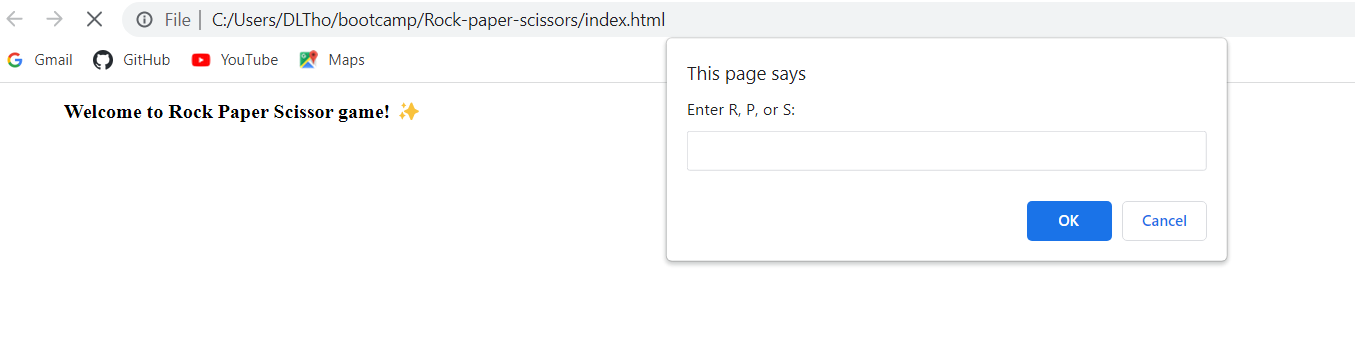 File | C:/Users/DLTho/bootcamp/Rock-paper-scissors/index.html
Gmail GitHub YouTube Maps
This page says
Enter R, P, or S:
OK Cancel
Welcome to Rock Paper Scissor game! ✨